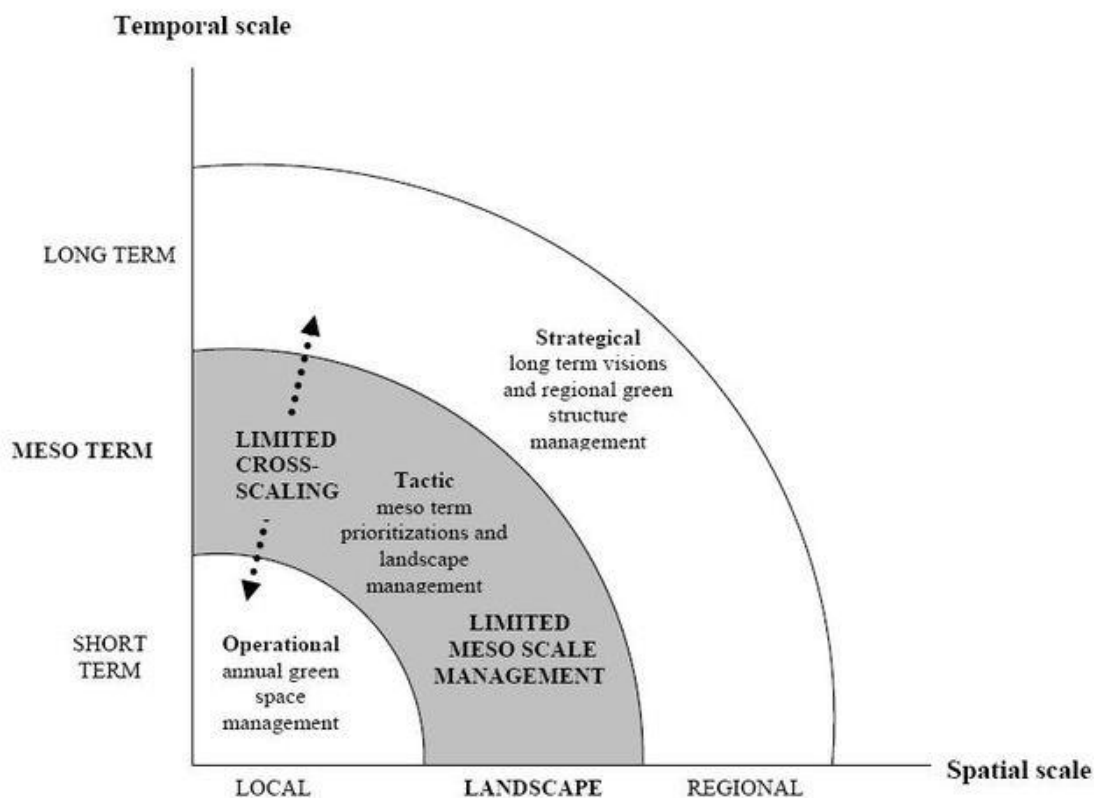 Temporal scale
LONG TERM
Strategical
long term visions
and regional green
structure
management
MESO TERM
LIMITED
CROSS-
SCALING
Tactic
meso term
prioritizations and
landscape
management
SHORT
TERM
Operational
annual green
space
management
LIMITED
MESO SCALE
MANAGEMENT
LOCAL
LANDSCAPE
REGIONAL
Spatial scale